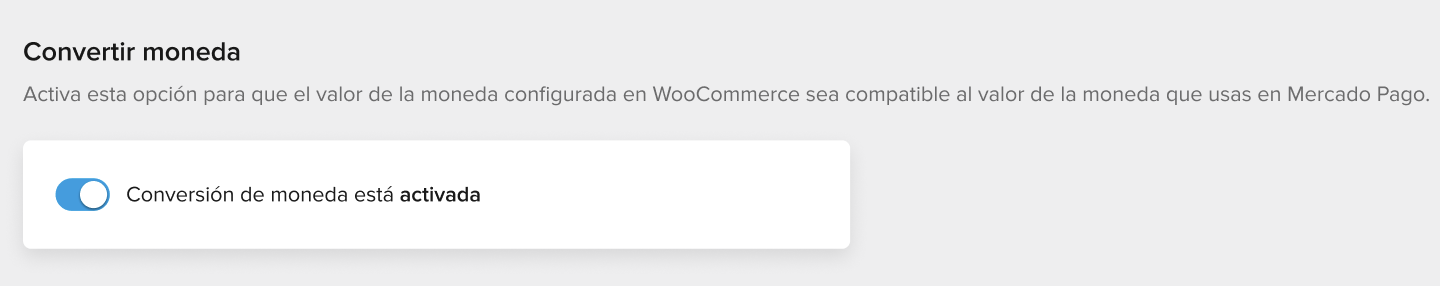 Convertir moneda
Activa esta opción para que el valor de la moneda configurada en WooCommerce sea compatible al valor de la moneda que usas en Mercado Pago.
Conversión de moneda está activada